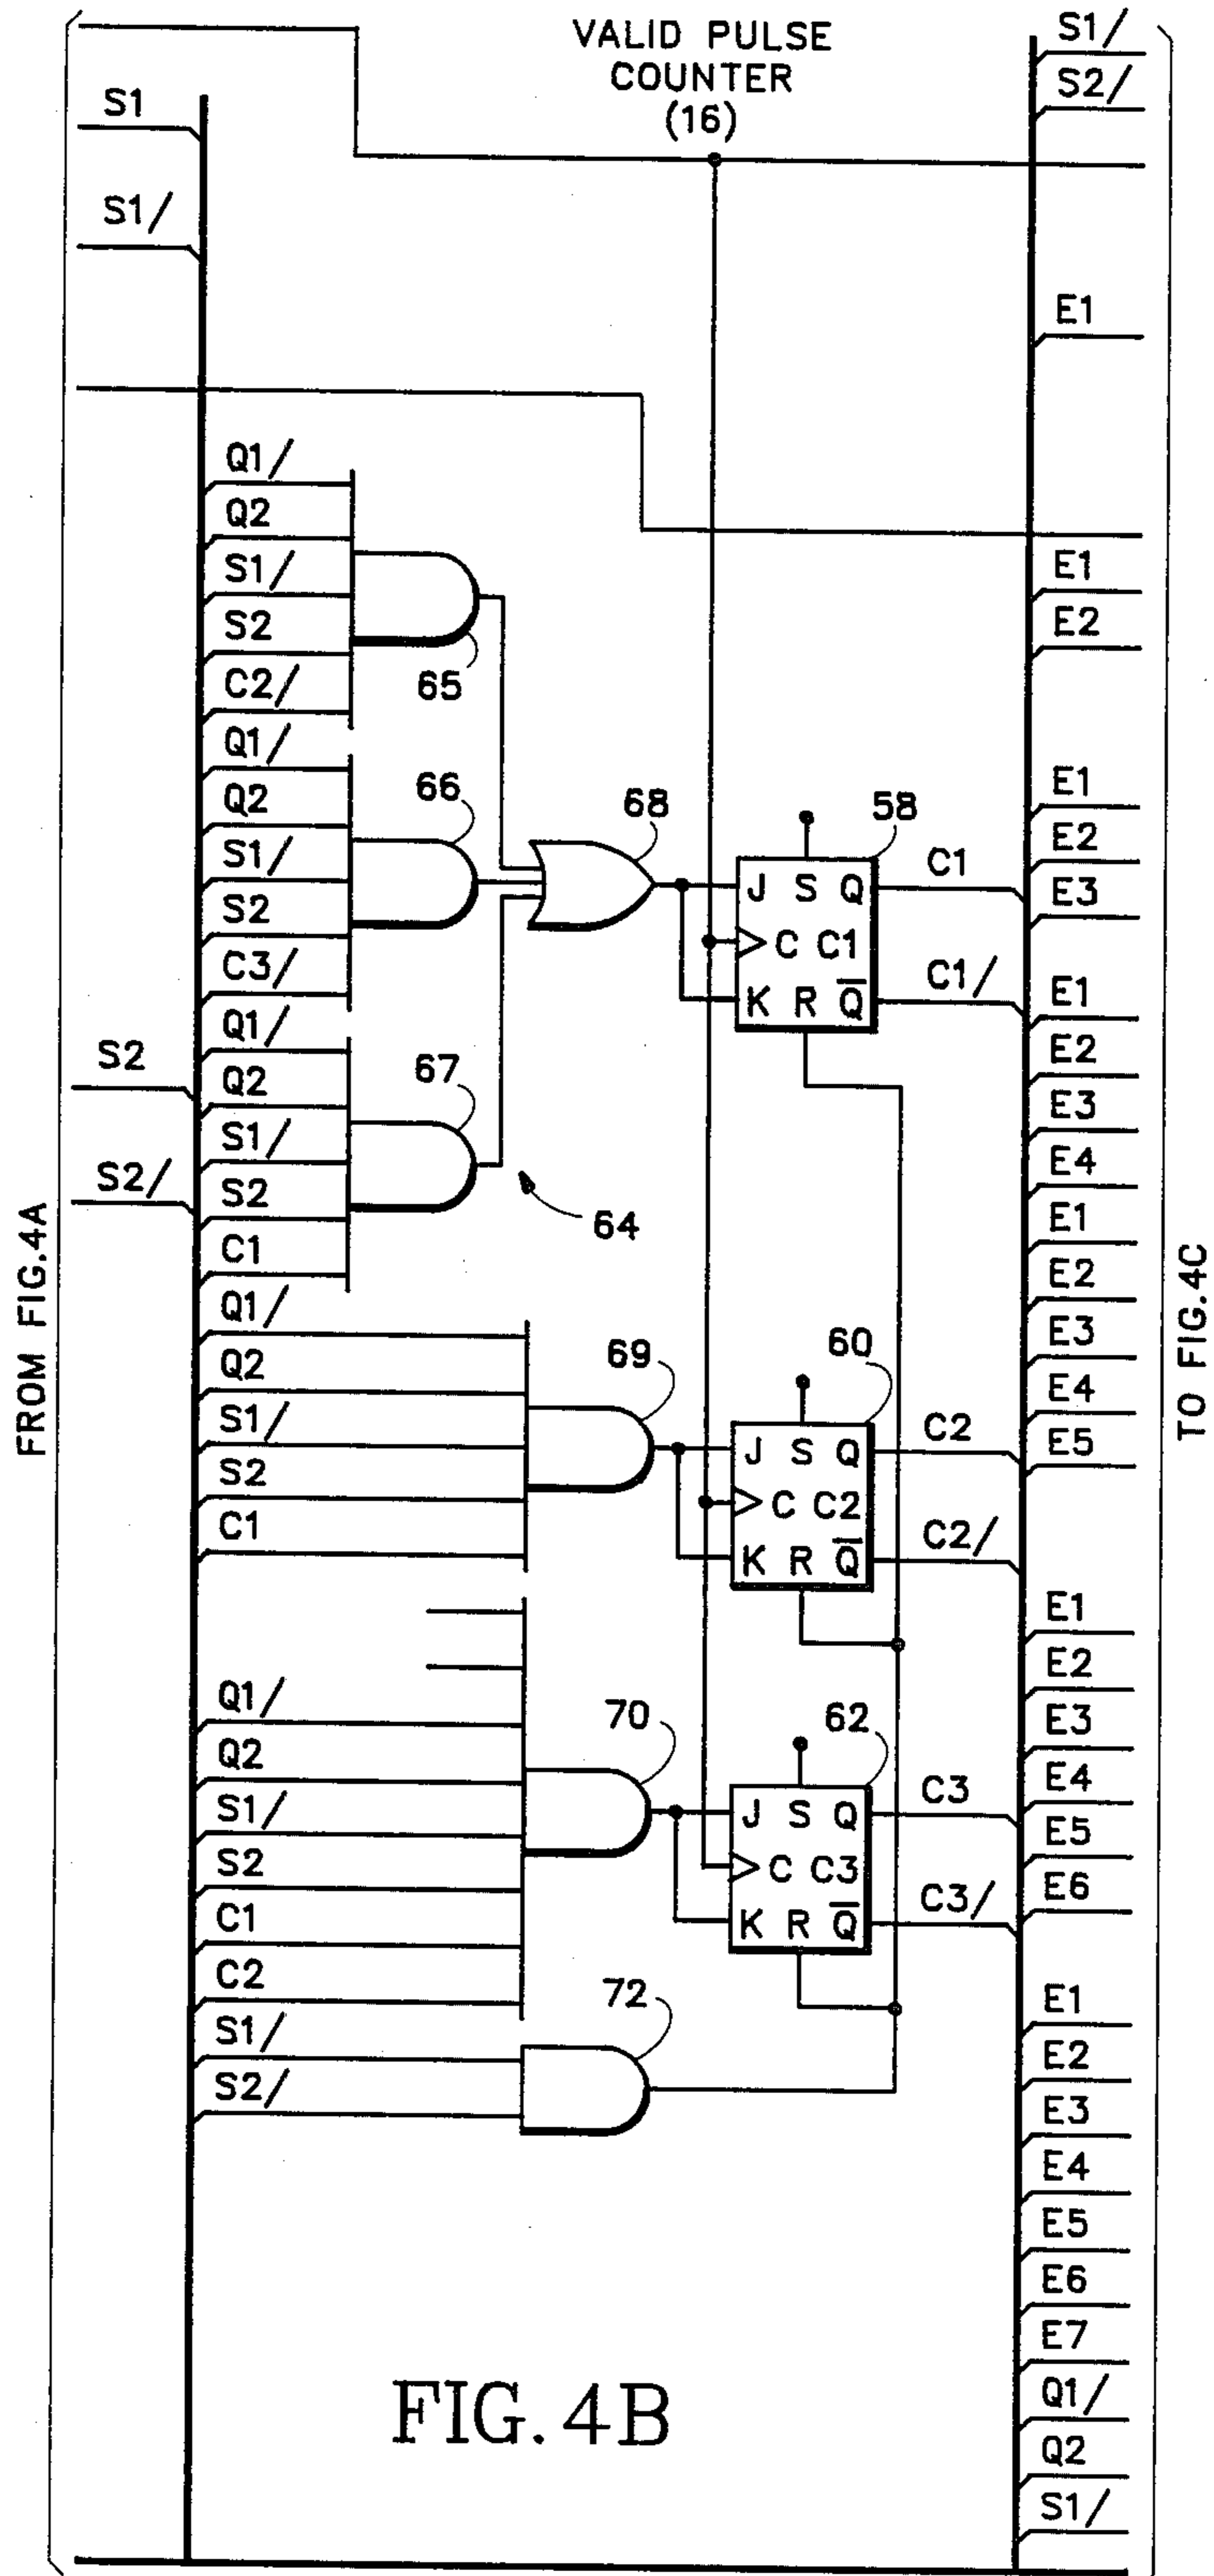 VALID PULSE
COUNTER
(16)
S1
S1/
FROM FIG.4A
S2
S2/
Q1/
Q2
S1/
S2
C2/
65
Q1/
Q2
S1/
S2
C3/
66
Q1/
Q2
S1/
S2
C1
67
64
68
58
J S Q
C C1
K R Q̅
C1
C1/
Q1/
Q2
S1/
S2
C1
69
60
J S Q
C C2
K R Q̅
C2
C2/
Q1/
Q2
S1/
S2
C1
C2
70
62
J S Q
C C3
K R Q̅
C3
C3/
S1/
S2/
72
S1/
S2/
E1
E1
E2
E1
E2
E3
E1
E2
E3
E4
E1
E2
E3
E4
E5
E1
E2
E3
E4
E5
E6
E1
E2
E3
E4
E5
E6
E7
Q1/
Q2
S1/
TO FIG.4C
FIG. 4B